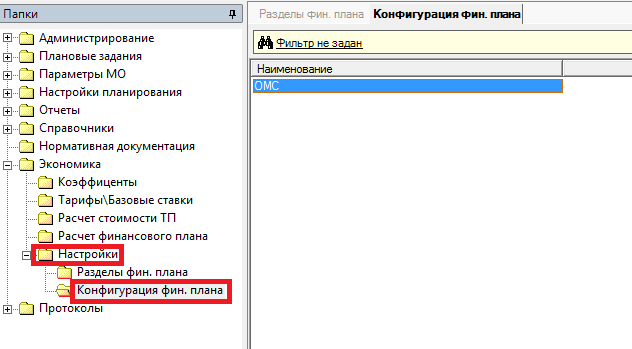 Папки
Администрирование
Плановые задания
Параметры МО
Настройки планирования
Отчеты
Справочники
Нормативная документация
Экономика
Коэффиценты
Тарифы\Базовые ставки
Расчет стоимости ТП
Расчет финансового плана
Настройки
Разделы фин. плана
Конфигурация фин. плана
Протоколы
Разделы фин. плана Конфигурация фин. плана
Фильтр не задан
Наименование
ОМС